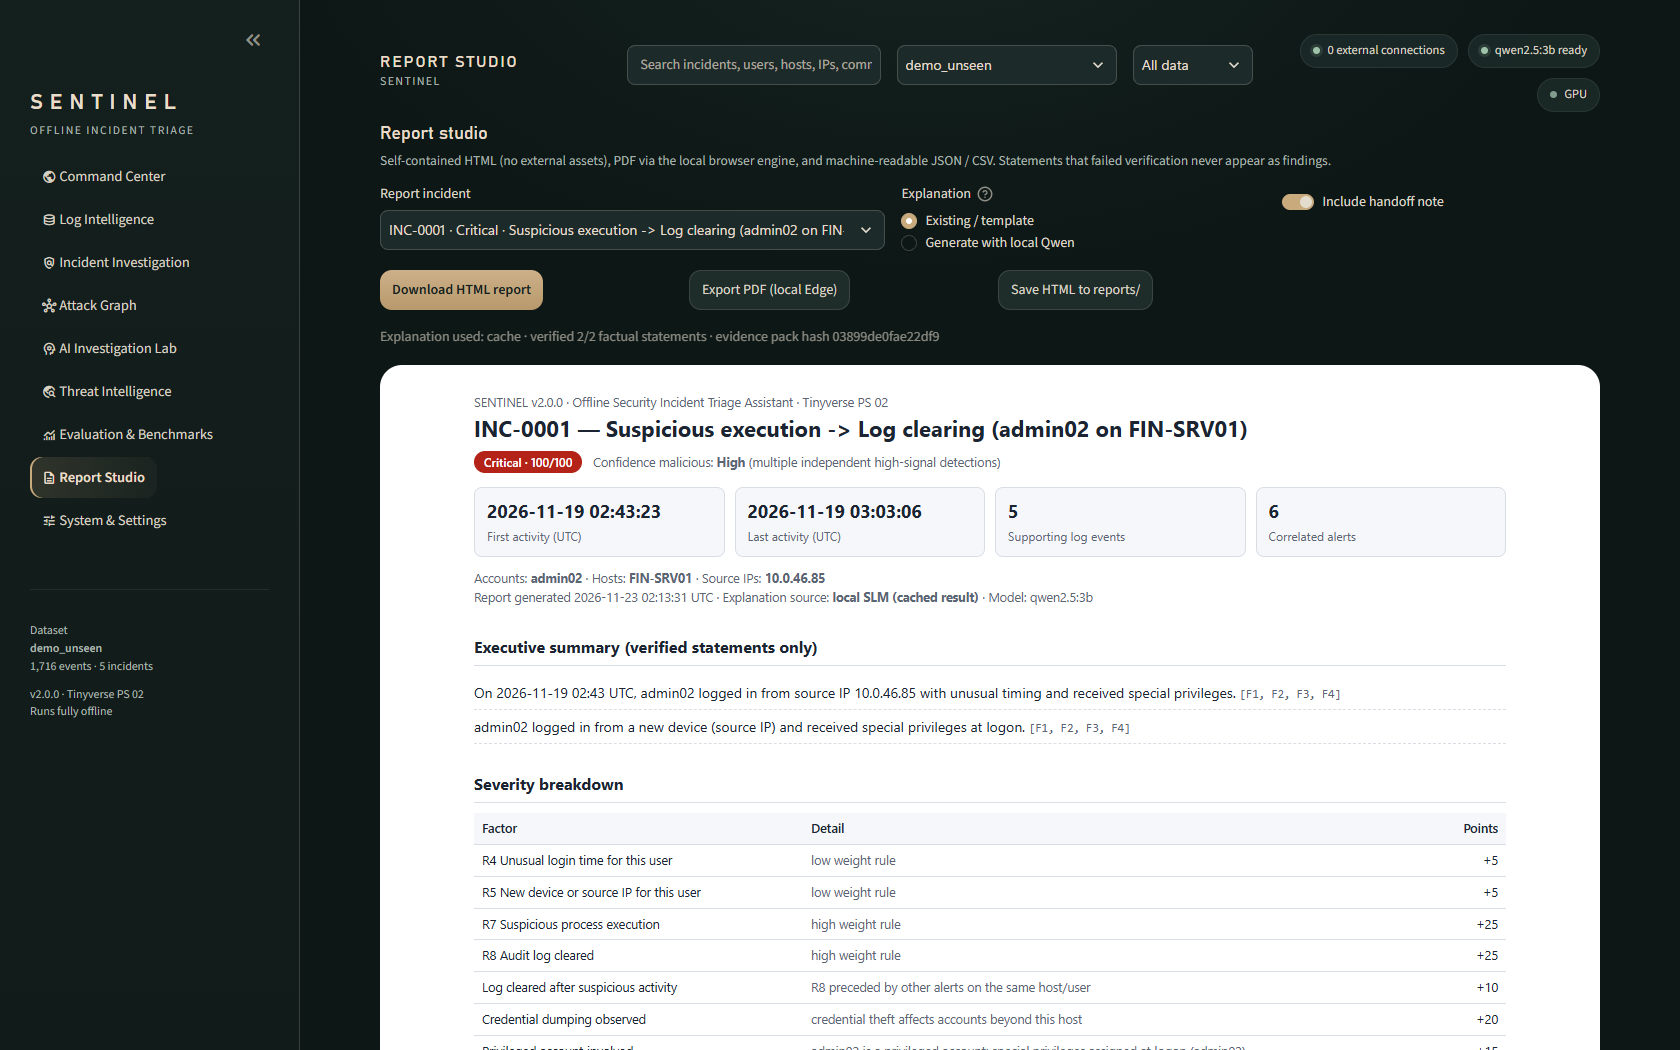 SENTINEL
OFFLINE INCIDENT TRIAGE
Command Center
Log Intelligence
Incident Investigation
Attack Graph
AI Investigation Lab
Threat Intelligence
Evaluation & Benchmarks
Report Studio
System & Settings
Dataset
demo_unseen
1,716 events · 5 incidents
v2.0.0 · Tinyverse PS 02
Runs fully offline
REPORT STUDIO
SENTINEL
Search incidents, users, hosts, IPs, comr
demo_unseen
All data
0 external connections
qwen2.5:3b ready
GPU
Report studio
Self-contained HTML (no external assets), PDF via the local browser engine, and machine-readable JSON / CSV. Statements that failed verification never appear as findings.
Report incident
INC-0001 · Critical · Suspicious execution -> Log clearing (admin02 on FIN-
Explanation
Existing / template
Generate with local Qwen
Include handoff note
Download HTML report
Export PDF (local Edge)
Save HTML to reports/
Explanation used: cache · verified 2/2 factual statements · evidence pack hash 03899de0fae22df9
SENTINEL v2.0.0 · Offline Security Incident Triage Assistant · Tinyverse PS 02
INC-0001 — Suspicious execution -> Log clearing (admin02 on FIN-SRV01)
Critical · 100/100
Confidence malicious: High (multiple independent high-signal detections)
2026-11-19 02:43:23
First activity (UTC)
2026-11-19 03:03:06
Last activity (UTC)
5
Supporting log events
6
Correlated alerts
Accounts: admin02 · Hosts: FIN-SRV01 · Source IPs: 10.0.46.85
Report generated 2026-11-23 02:13:31 UTC · Explanation source: local SLM (cached result) · Model: qwen2.5:3b
Executive summary (verified statements only)
On 2026-11-19 02:43 UTC, admin02 logged in from source IP 10.0.46.85 with unusual timing and received special privileges. [F1, F2, F3, F4]
admin02 logged in from a new device (source IP) and received special privileges at logon. [F1, F2, F3, F4]
Severity breakdown
Factor Detail Points
R4 Unusual login time for this user low weight rule +5
R5 New device or source IP for this user low weight rule +5
R7 Suspicious process execution high weight rule +25
R8 Audit log cleared high weight rule +25
Log cleared after suspicious activity R8 preceded by other alerts on the same host/user +10
Credential dumping observed credential theft affects accounts beyond this host +20
Privileged account involved admin02 is a privileged account; special privileges assigned at logon (admin02) +15